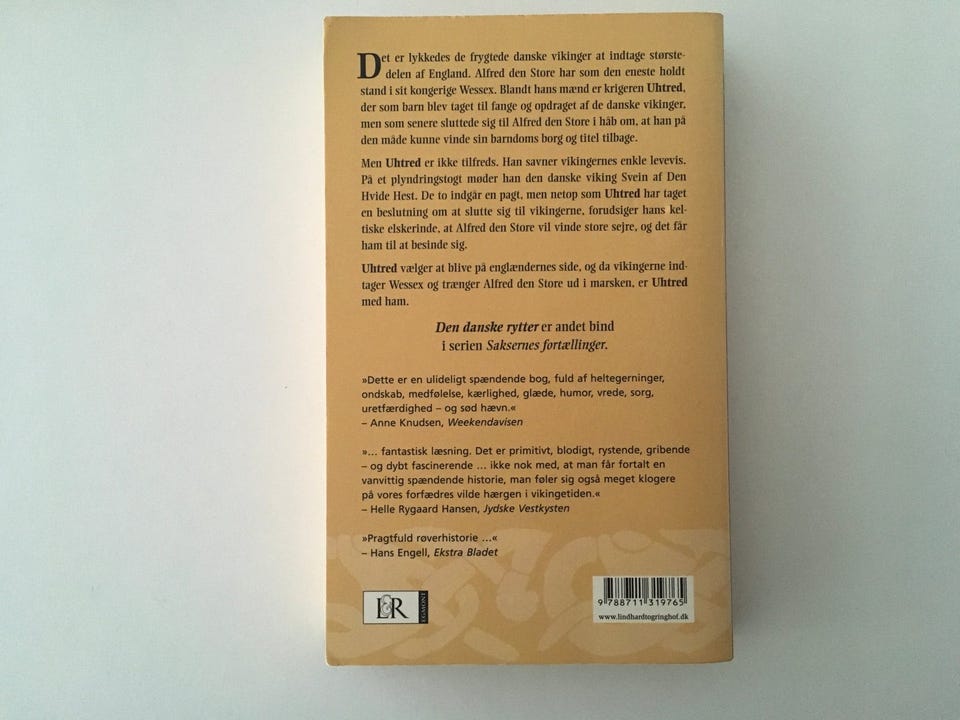 Det er lykkedes de frygtede danske vikinger at indtage største-
delen af England. Alfred den Store har som den eneste holdt
stand i sit kongerige Wessex. Blandt hans mænd er krigeren Uhtred,
der som barn blev taget til fange og opdraget af de danske vikinger,
men som senere sluttede sig til Alfred den Store i håb om, at han på
den måde kunne vinde sin barndoms borg og titel tilbage.
Men Uhtred er ikke tilfreds. Han savner vikingernes enkle levevis.
På et plyndringstogt møder han den danske viking Svein af Den
Hvide Hest. De to indgår en pagt, men netop som Uhtred har taget
en beslutning om at slutte sig til vikingerne, forudsiger hans kel-
tiske elskerinde, at Alfred den Store vil vinde store sejre, og det får
ham til at besinde sig.
Uhtred vælger at blive på englændernes side, og da vikingerne ind-
tager Wessex og trænger Alfred den Store ud i marsken, er Uhtred
med ham.
Den danske rytter er andet bind
i serien Saksernes fortællinger.
»Dette er en ulideligt spændende bog, fuld af heltegerninger,
ondskab, medfølelse, kærlighed, glæde, humor, vrede, sorg,
uretfærdighed – og sød hævn.«
– Anne Knudsen, Weekendavisen
»... fantastisk læsning. Det er primitivt, blodigt, rystende, gribende
– og dybt fascinerende ... ikke nok med, at man får fortalt en
vanvittig spændende historie, man føler sig også meget klogere
på vores forfædres vilde hærgen i vikingetiden.«
– Helle Rygaard Hansen, Jydske Vestkysten
»Pragtfuld røverhistorie ...«
– Hans Engell, Ekstra Bladet
L&R EGMONT
9 788711 319765
www.lindhardtogringhof.dk